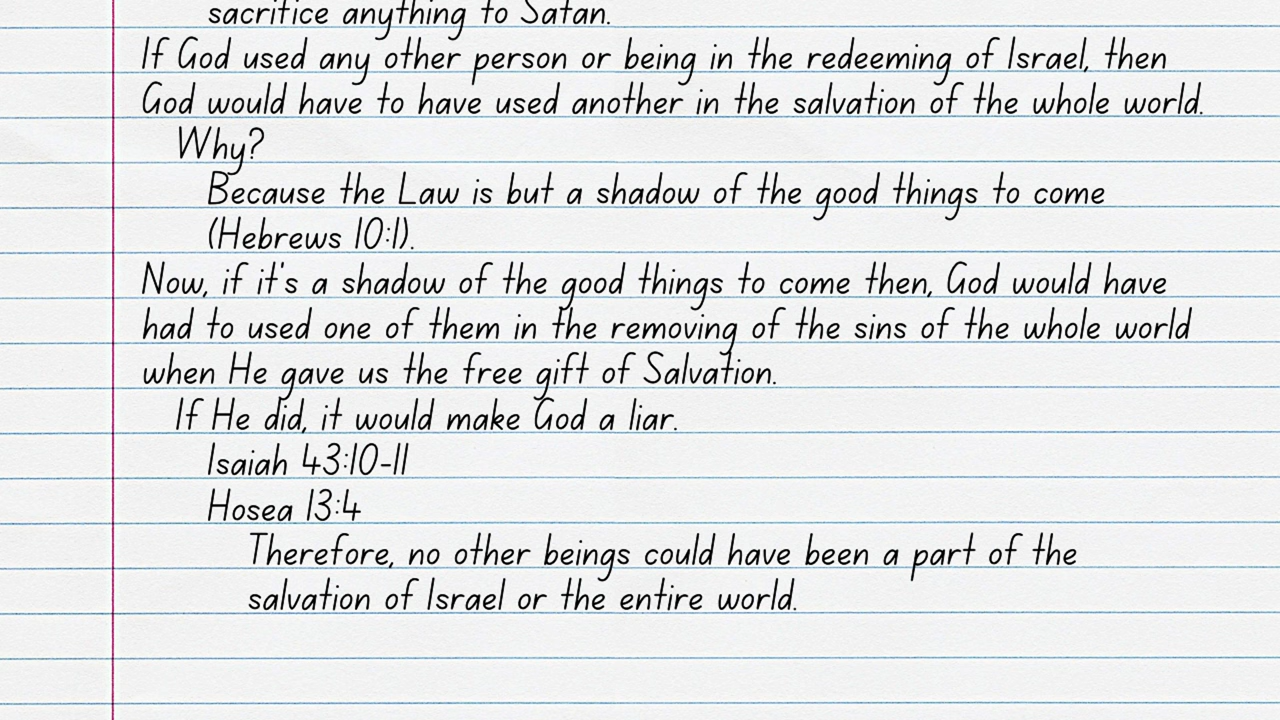 sacrifice anything to Satan.
If God used any other person or being in the redeeming of Israel, then
God would have to have used another in the salvation of the whole world.
Why?
Because the Law is but a shadow of the good things to come
(Hebrews 10:1).
Now, if it's a shadow of the good things to come then, God would have
had to used one of them in the removing of the sins of the whole world
when He gave us the free gift of Salvation.
If He did, it would make God a liar.
Isaiah 43:10-11
Hosea 13:4
Therefore, no other beings could have been a part of the
salvation of Israel or the entire world.